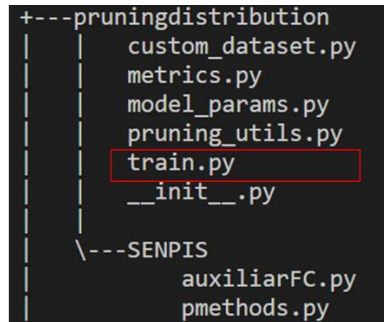 +---pruningdistribution
|   |   custom_dataset.py
|   |   metrics.py
|   |   model_params.py
|   |   pruning_utils.py
|   |   train.py
|   |   __init__.py
|   |
|   \---SENPIS
|           auxiliarFC.py
|           pmethods.py